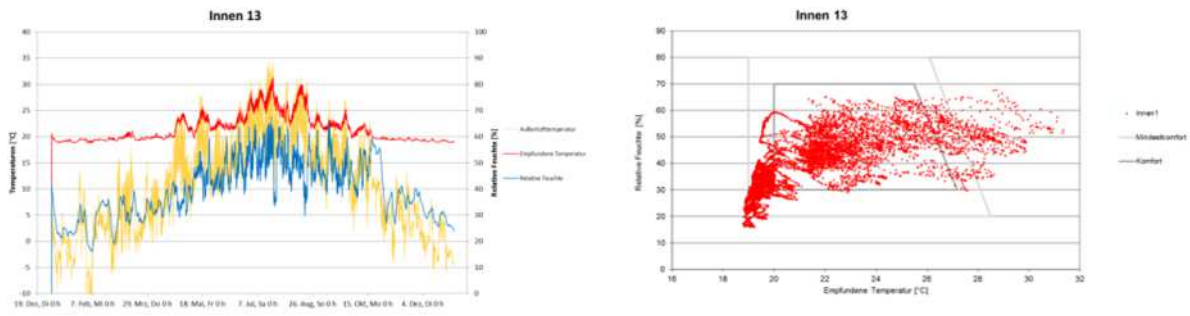 Innen 13
40
35
30
25
20
15
10
5
0
-5
-10
Temperaturen [°C]
100
90
80
70
60
50
40
30
20
10
0
Relative Feuchte [%]
19. Dez, Di 0 h
7. Feb, Mi 0 h
29. Mrz, Do 0 h
18. Mai, Fr 0 h
7. Jul, Sa 0 h
26. Aug, So 0 h
15. Okt, Mo 0 h
4. Dez, Di 0 h
Außenlufttemperatur
Empfundene Temperatur
Relative Feuchte
Innen 13
90
80
70
60
50
40
30
20
10
0
Relative Feuchte [%]
16
18
20
22
24
26
28
30
32
Empfundene Temperatur [°C]
Innen1
Mindestkomfort
Komfort